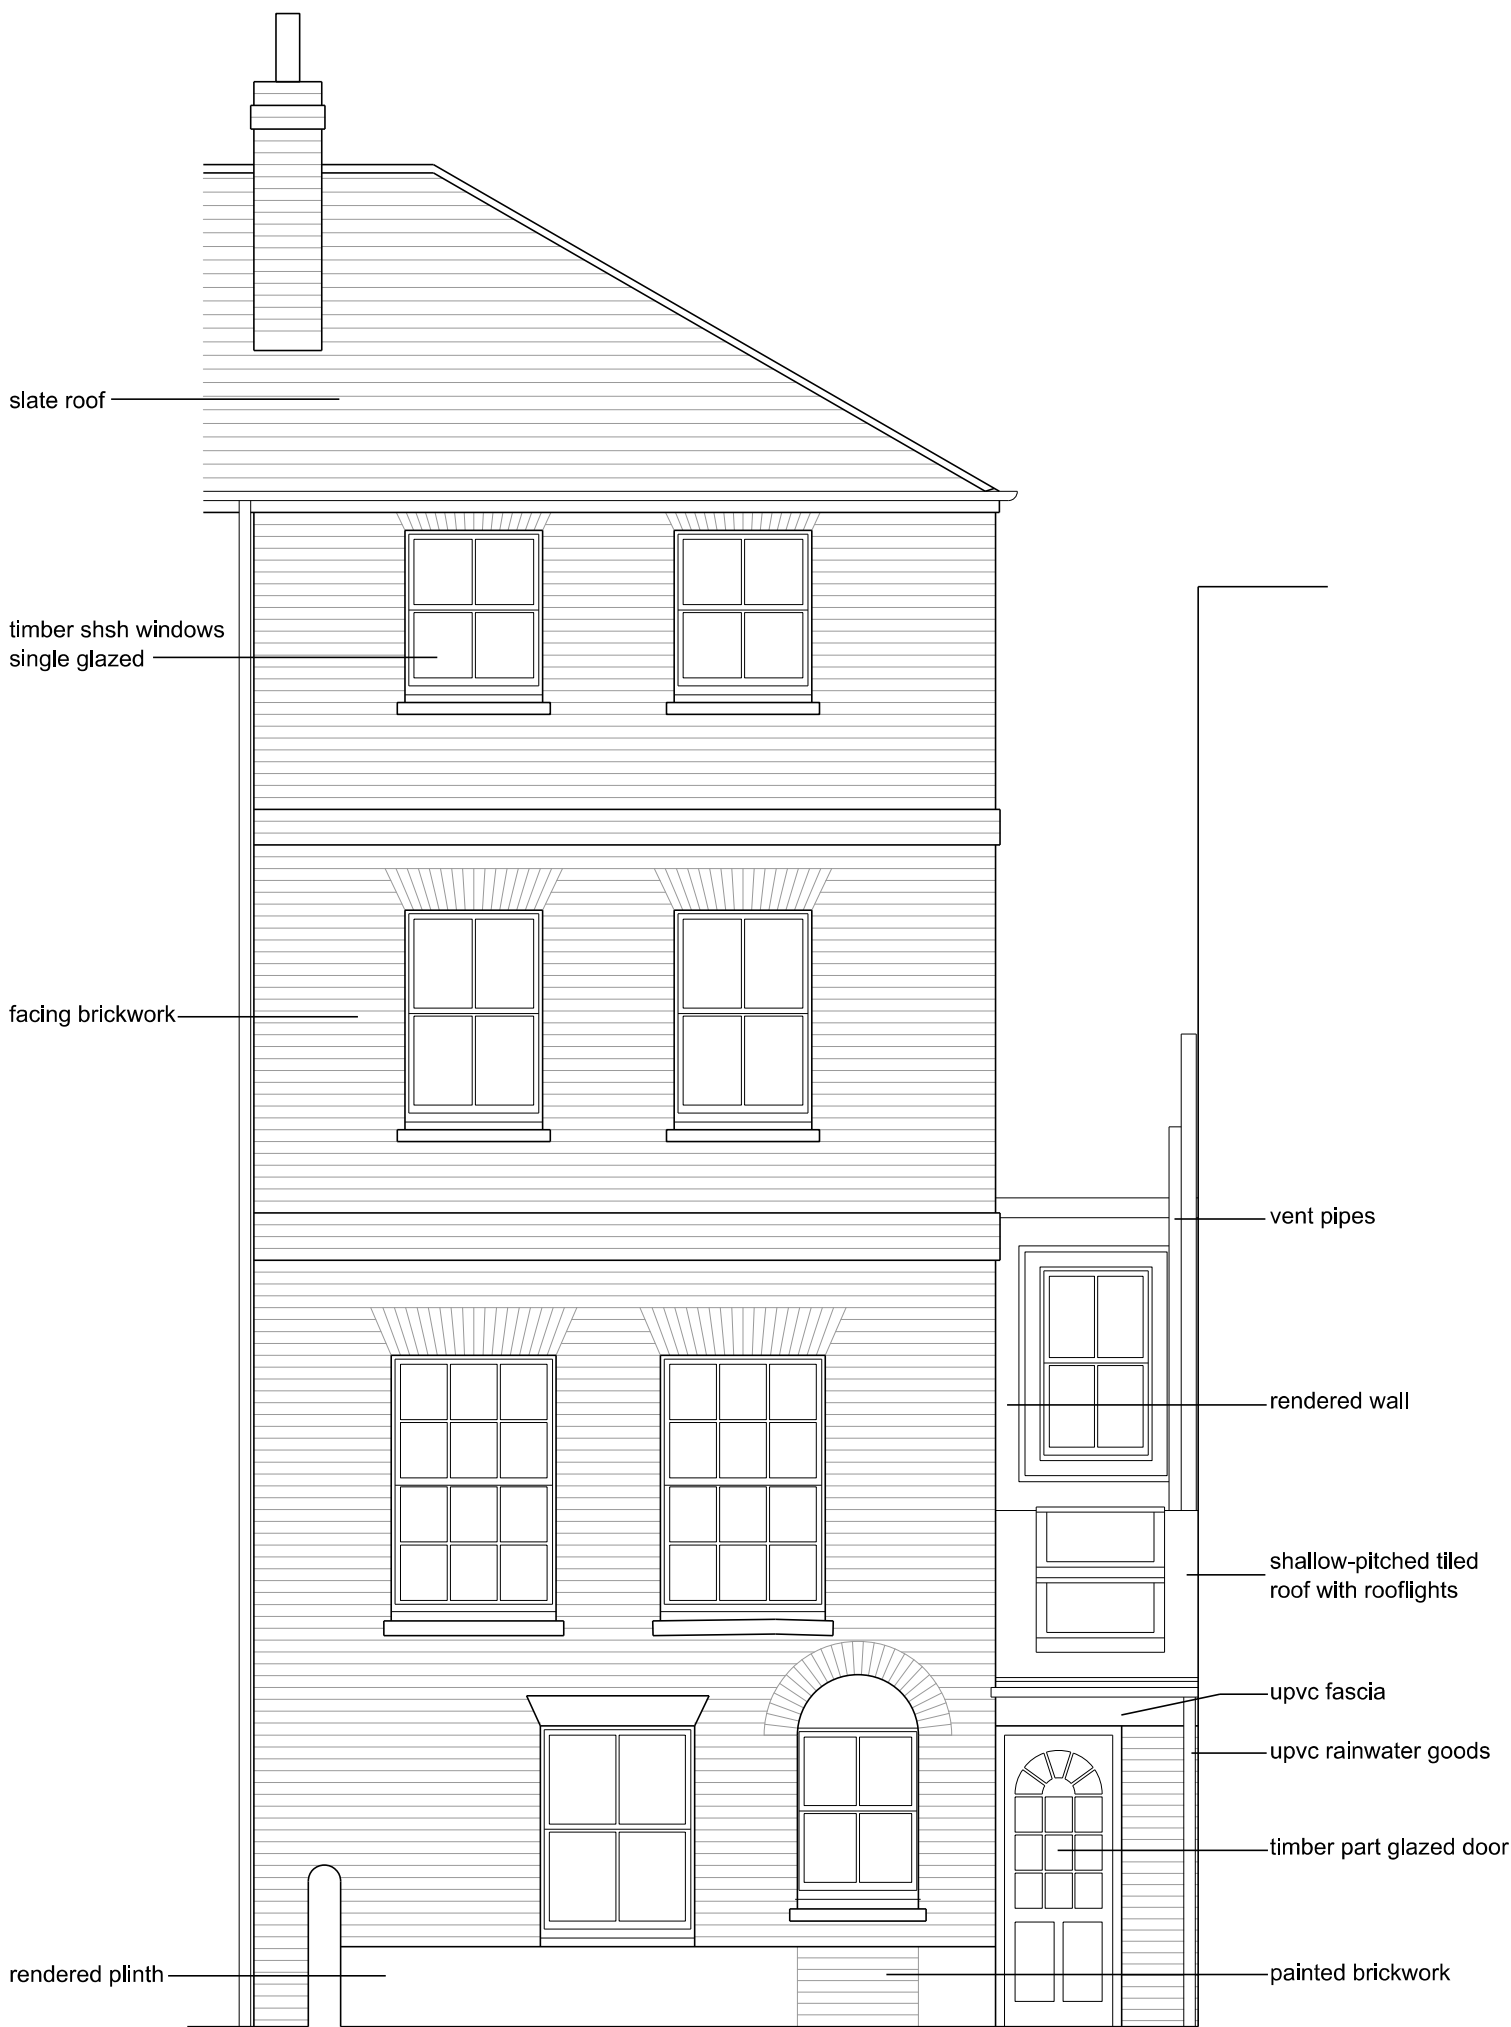 slate roof
timber shsh windows
single glazed
facing brickwork
vent pipes
rendered wall
shallow-pitched tiled
roof with rooflights
upvc fascia
upvc rainwater goods
timber part glazed door
rendered plinth
painted brickwork